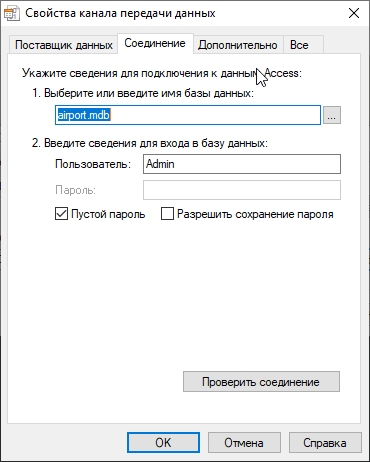 Свойства канала передачи данных
Поставщик данных Соединение Дополнительно Все
Укажите сведения для подключения к данным Access:
1. Выберите или введите имя базы данных:
airport.mdb ...
2. Введите сведения для входа в базу данных:
Пользователь: Admin
Пароль:
Пустой пароль Разрешить сохранение пароля
Проверить соединение
OK Отмена Справка